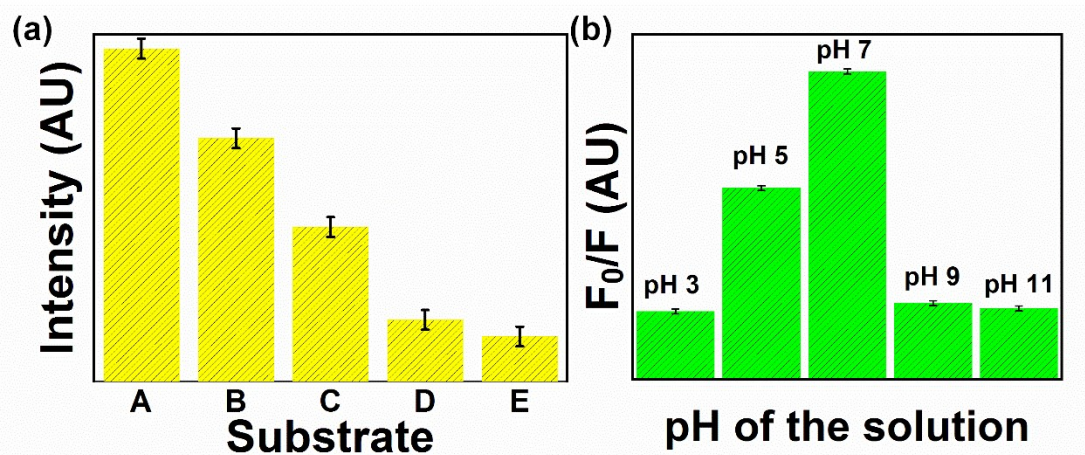 (a)
Intensity (AU)
A B C D E
Substrate
(b)
F₀/F (AU)
pH 3
pH 5
pH 7
pH 9
pH 11
pH of the solution